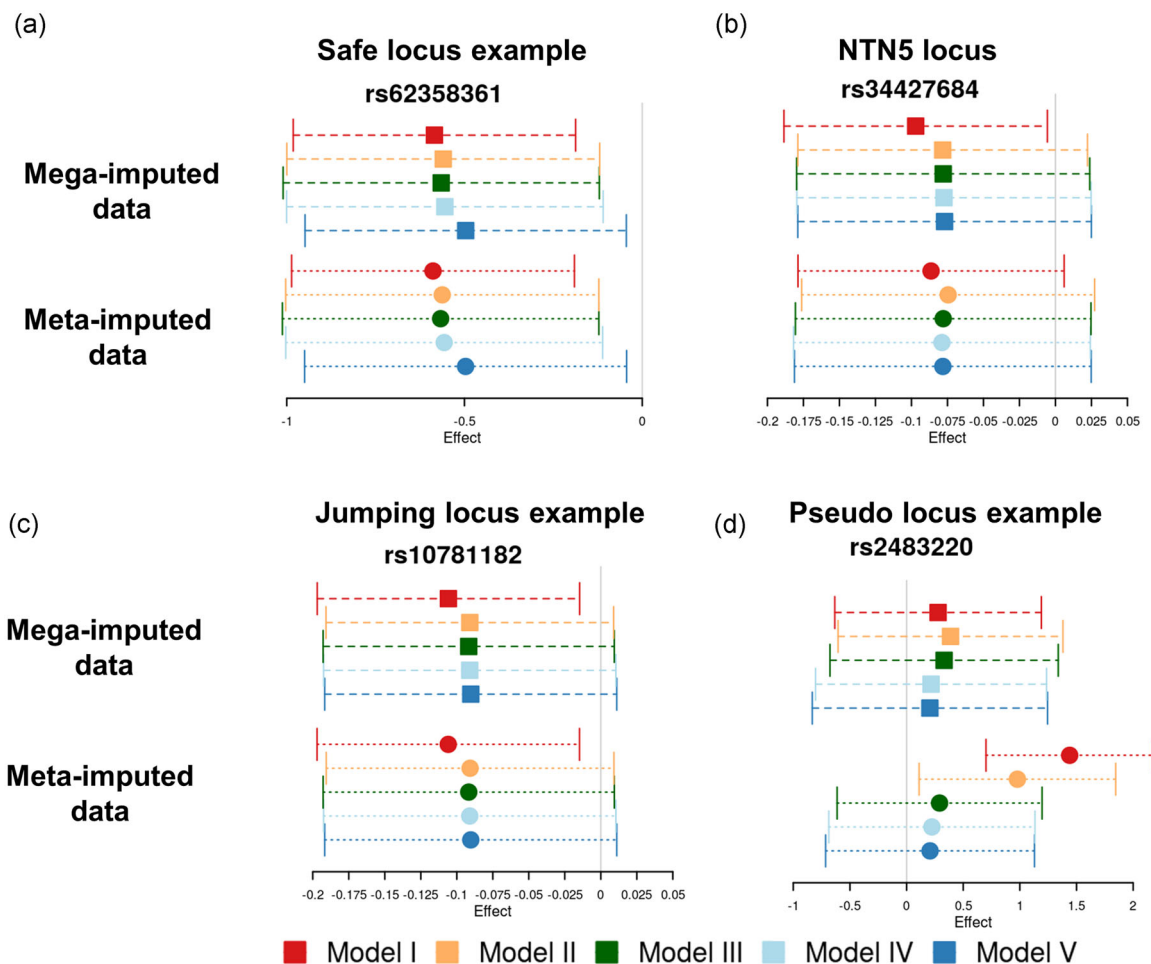 (a)
Safe locus example
rs62358361
Mega-imputed
data
Meta-imputed
data
-1
-0.5
0
Effect
(b)
NTN5 locus
rs34427684
-0.2 -0.175 -0.15 -0.125 -0.1 -0.075 -0.05 -0.025 0 0.025 0.05
Effect
(c)
Jumping locus example
rs10781182
Mega-imputed
data
Meta-imputed
data
-0.2 -0.175 -0.15 -0.125 -0.1 -0.075 -0.05 -0.025 0 0.025 0.05
Effect
(d)
Pseudo locus example
rs2483220
-1 -0.5 0 0.5 1 1.5 2
Effect
Model I Model II Model III Model IV Model V